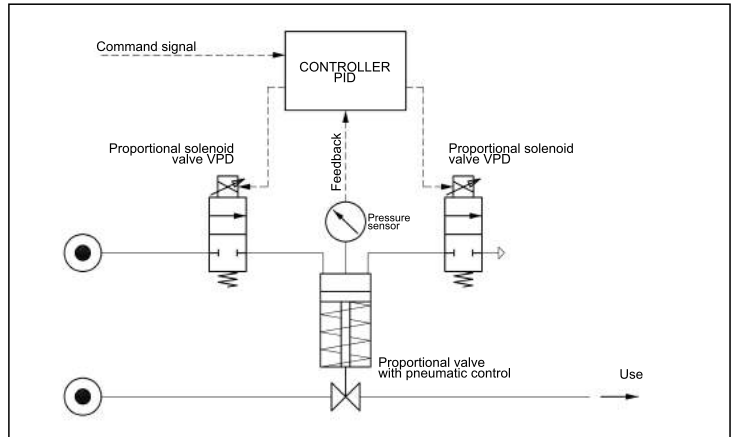 Command signal
CONTROLLER
PID
Proportional solenoid
valve VPD
Proportional solenoid
valve VPD
Feedback
Pressure
sensor
Proportional valve
with pneumatic control
Use